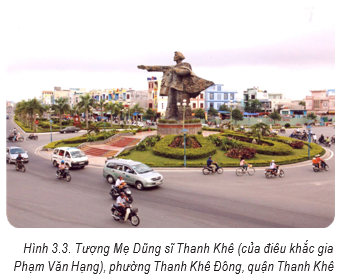 Hình 3.3. Tượng Mẹ Dũng sĩ Thanh Khê (của điêu khắc gia
Phạm Văn Hạng), phường Thanh Khê Đông, quận Thanh Khê